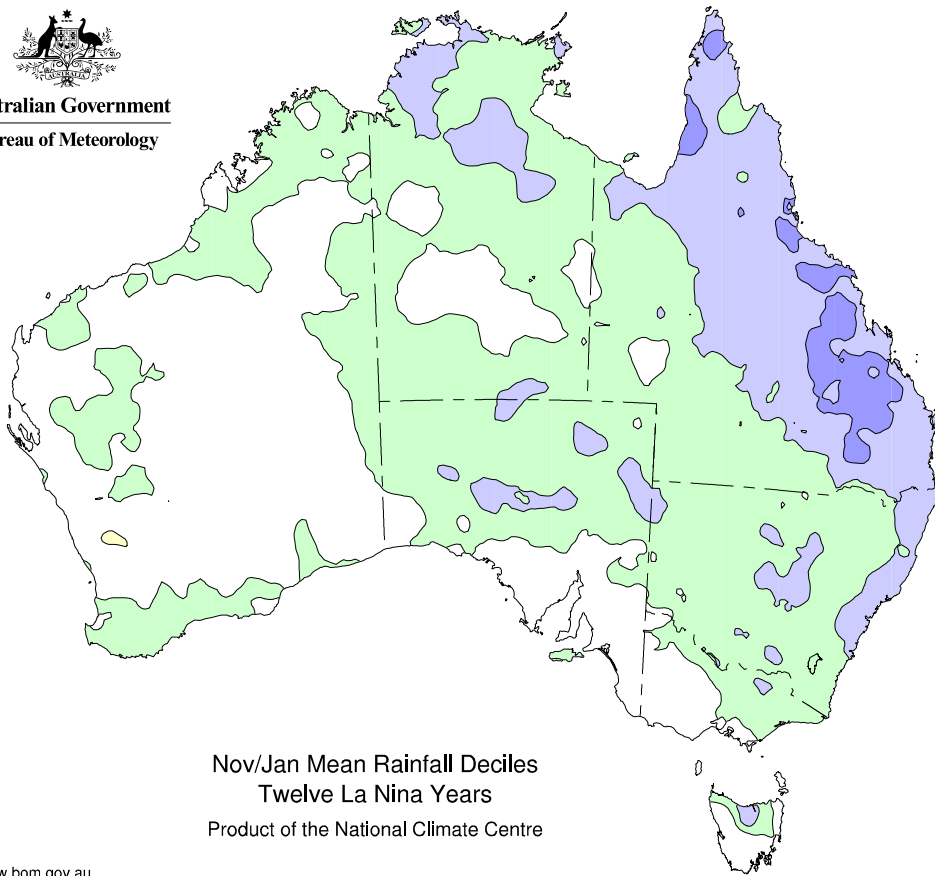 AUSTRALIA
tralian Government
reau of Meteorology
Nov/Jan Mean Rainfall Deciles
Twelve La Nina Years
Product of the National Climate Centre
w.bom.gov.au